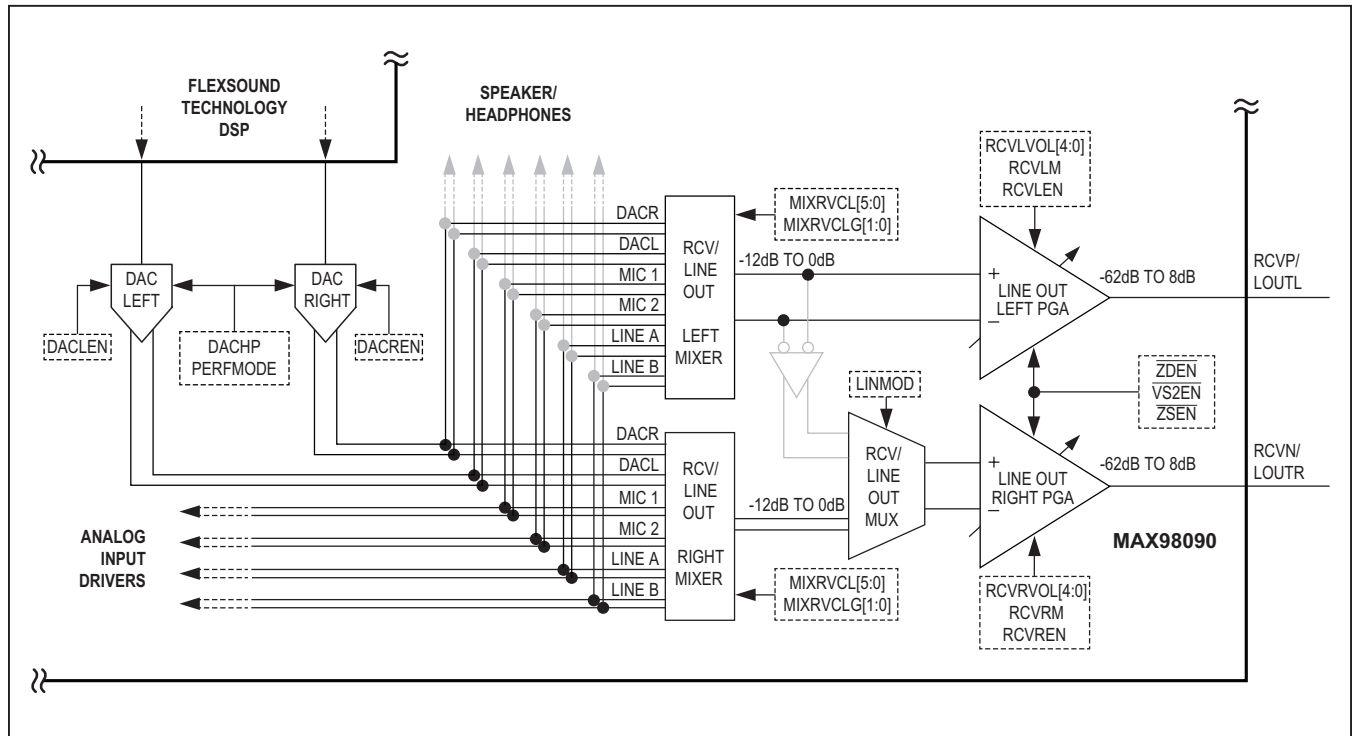 FLEXSOUND
TECHNOLOGY
DSP
SPEAKER/
HEADPHONES
DAC
LEFT
DAC
RIGHT
DACLEN
DACHP
PERFMODE
DACREN
DACR
DACL
MIC 1
MIC 2
LINE A
LINE B
RCV/
LINE
OUT
LEFT
MIXER
MIXRVCL[5:0]
MIXRVCLG[1:0]
-12dB TO 0dB
RCVLVOL[4:0]
RCVLM
RCVLEN
+
−
LINE OUT
LEFT PGA
-62dB TO 8dB
RCVP/
LOUTL
ZDEN
VS2EN
ZSEN
LINMOD
DACR
DACL
MIC 1
MIC 2
LINE A
LINE B
RCV/
LINE
OUT
RIGHT
MIXER
-12dB TO 0dB
MIXRVCL[5:0]
MIXRVCLG[1:0]
RCV/
LINE
OUT
MUX
+
−
LINE OUT
RIGHT PGA
-62dB TO 8dB
RCVN/
LOUTR
MAX98090
RCVRVOL[4:0]
RCVRM
RCVREN
ANALOG
INPUT
DRIVERS